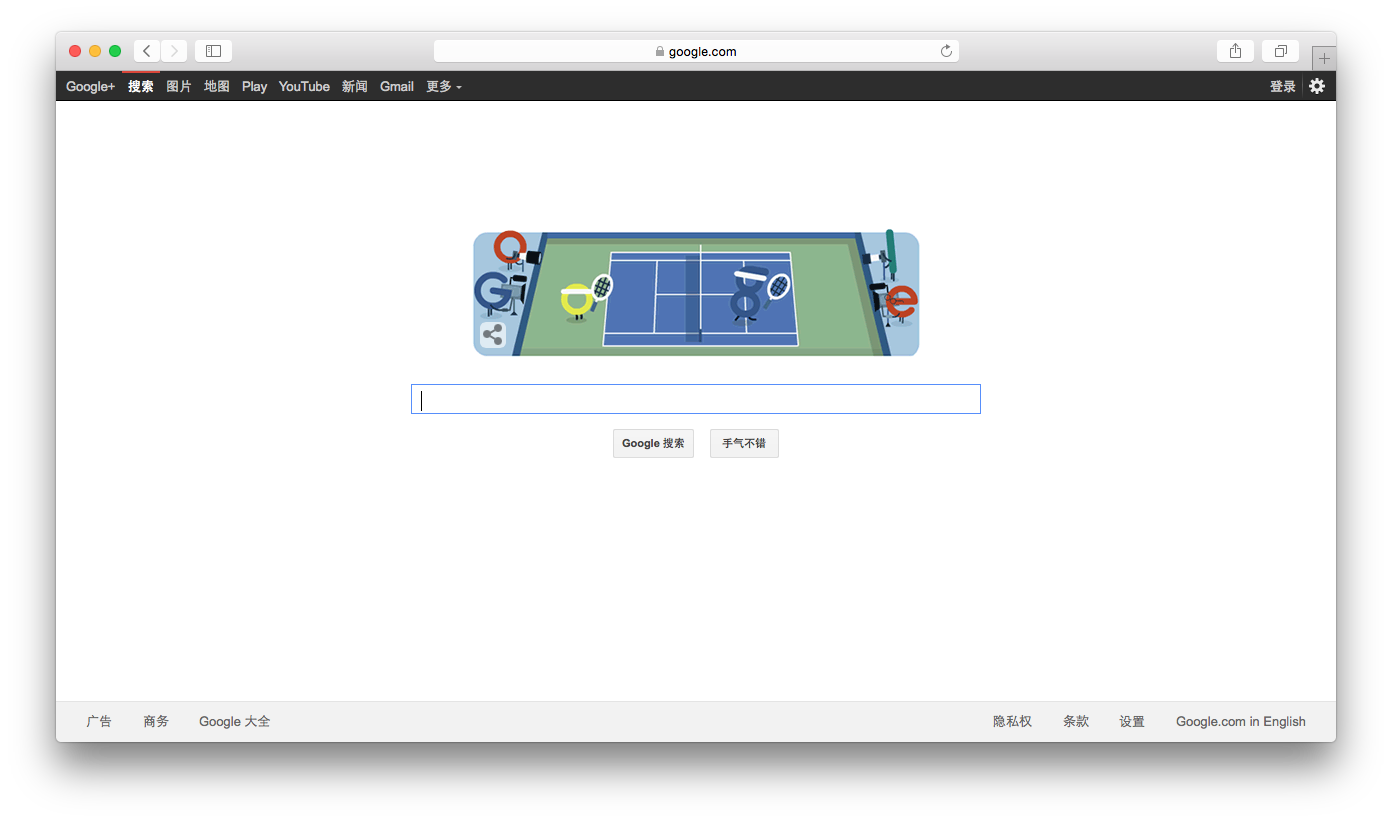 google.com
Google+ 搜索 图片 地图 Play YouTube 新闻 Gmail 更多 登录
Google 搜索 手气不错
广告 商务 Google 大全 隐私权 条款 设置 Google.com in English